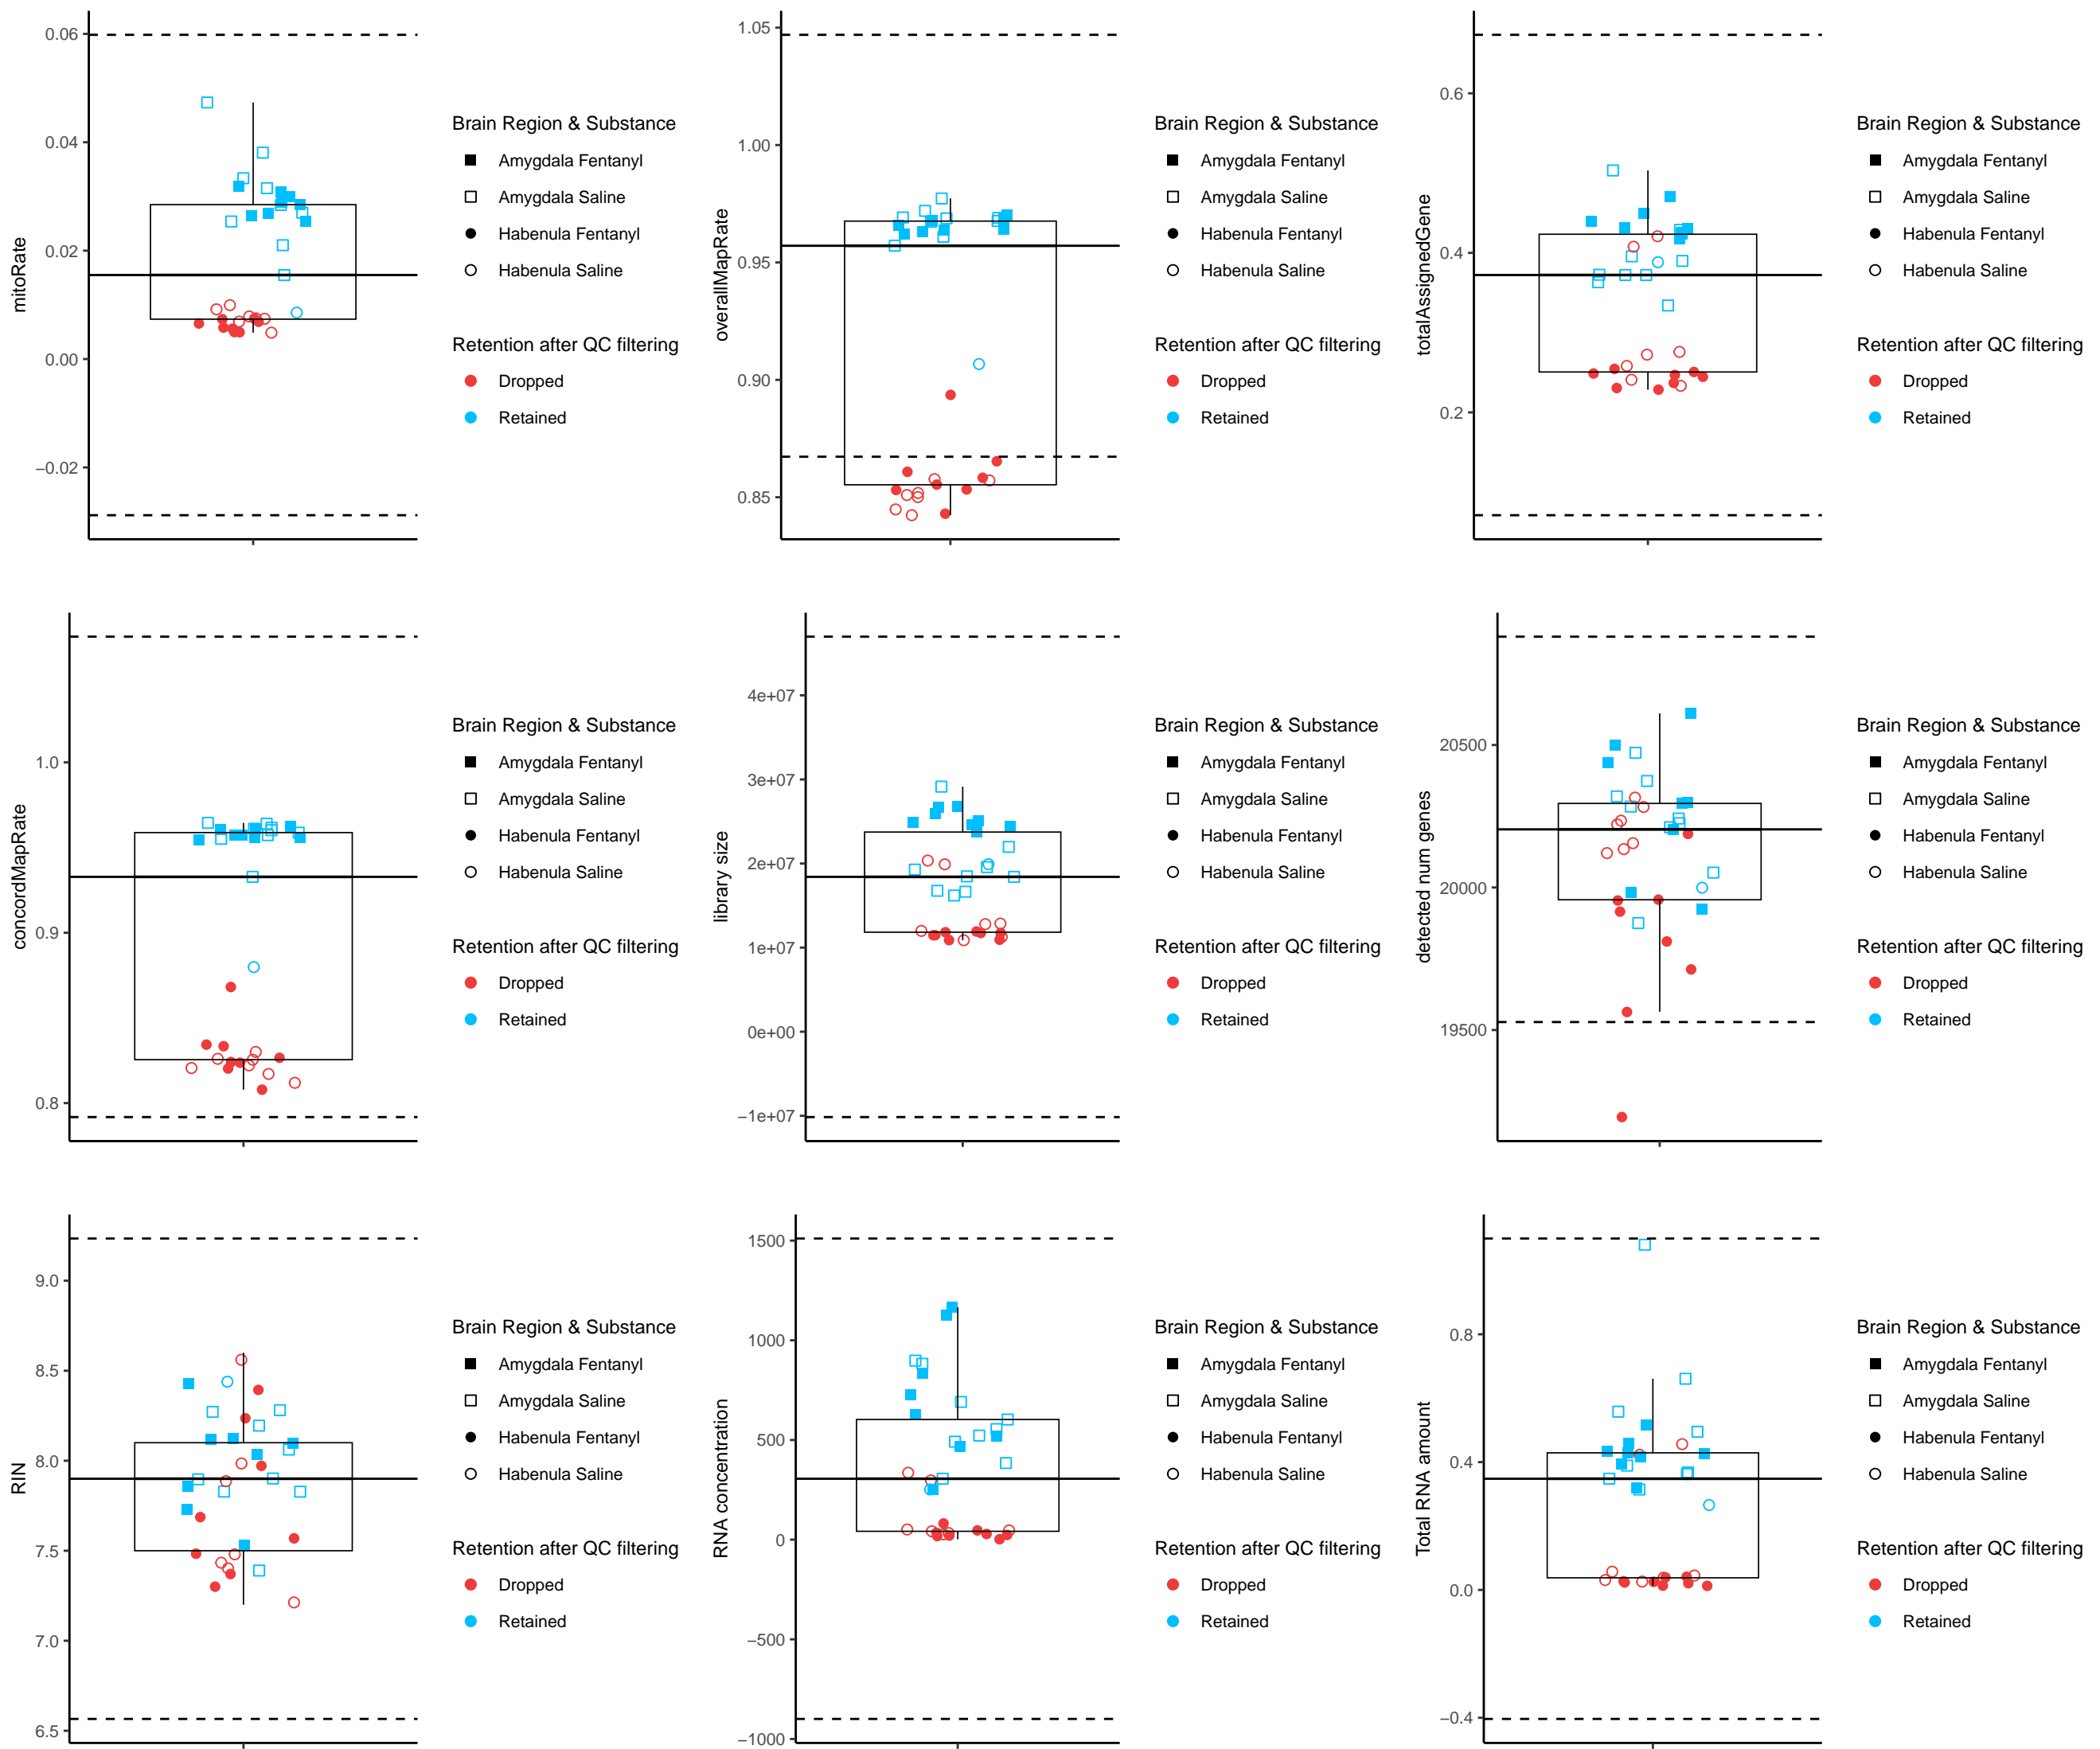 mitoRate
0.06
0.04
0.02
0.00
−0.02
Brain Region & Substance
Amygdala Fentanyl
Amygdala Saline
Habenula Fentanyl
Habenula Saline
Retention after QC filtering
Dropped
Retained
overallMapRate
1.05
1.00
0.95
0.90
0.85
Brain Region & Substance
Amygdala Fentanyl
Amygdala Saline
Habenula Fentanyl
Habenula Saline
Retention after QC filtering
Dropped
Retained
totalAssignedGene
0.6
0.4
0.2
Brain Region & Substance
Amygdala Fentanyl
Amygdala Saline
Habenula Fentanyl
Habenula Saline
Retention after QC filtering
Dropped
Retained
concordMapRate
1.0
0.9
0.8
Brain Region & Substance
Amygdala Fentanyl
Amygdala Saline
Habenula Fentanyl
Habenula Saline
Retention after QC filtering
Dropped
Retained
library size
4e+07
3e+07
2e+07
1e+07
0e+00
−1e+07
Brain Region & Substance
Amygdala Fentanyl
Amygdala Saline
Habenula Fentanyl
Habenula Saline
Retention after QC filtering
Dropped
Retained
detected num genes
20500
20000
19500
Brain Region & Substance
Amygdala Fentanyl
Amygdala Saline
Habenula Fentanyl
Habenula Saline
Retention after QC filtering
Dropped
Retained
RIN
9.0
8.5
8.0
7.5
7.0
6.5
Brain Region & Substance
Amygdala Fentanyl
Amygdala Saline
Habenula Fentanyl
Habenula Saline
Retention after QC filtering
Dropped
Retained
RNA concentration
1500
1000
500
0
−500
−1000
Brain Region & Substance
Amygdala Fentanyl
Amygdala Saline
Habenula Fentanyl
Habenula Saline
Retention after QC filtering
Dropped
Retained
Total RNA amount
0.8
0.4
0.0
−0.4
Brain Region & Substance
Amygdala Fentanyl
Amygdala Saline
Habenula Fentanyl
Habenula Saline
Retention after QC filtering
Dropped
Retained